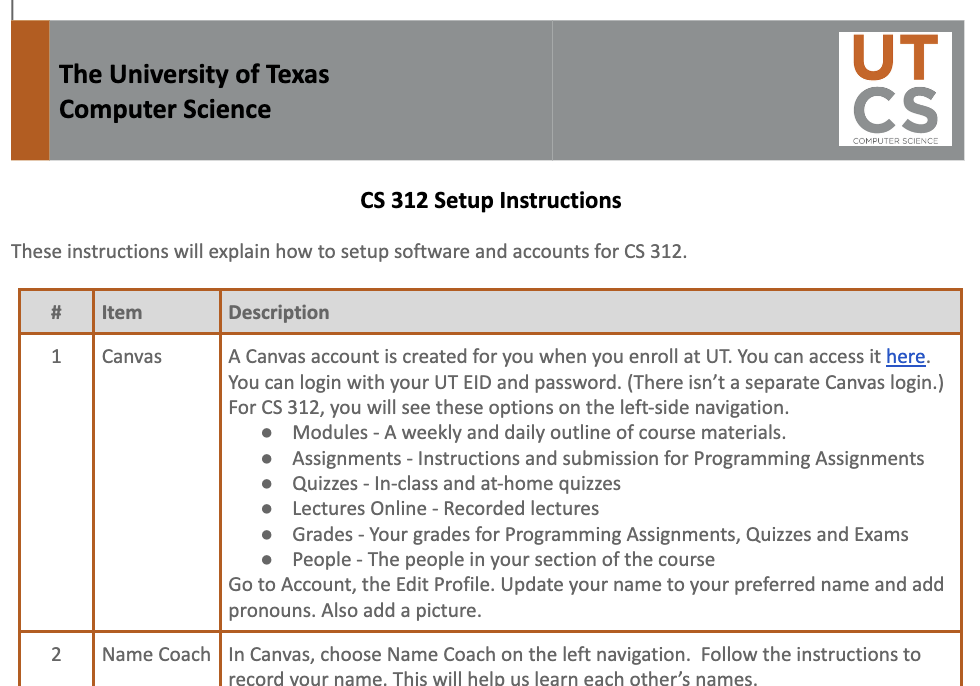 The University of Texas
Computer Science
UT
CS
COMPUTER SCIENCE
CS 312 Setup Instructions
These instructions will explain how to setup software and accounts for CS 312.
# Item Description
1 Canvas A Canvas account is created for you when you enroll at UT. You can access it here.
You can login with your UT EID and password. (There isn’t a separate Canvas login.)
For CS 312, you will see these options on the left-side navigation.
● Modules - A weekly and daily outline of course materials.
● Assignments - Instructions and submission for Programming Assignments
● Quizzes - In-class and at-home quizzes
● Lectures Online - Recorded lectures
● Grades - Your grades for Programming Assignments, Quizzes and Exams
● People - The people in your section of the course
Go to Account, the Edit Profile. Update your name to your preferred name and add
pronouns. Also add a picture.
2 Name Coach In Canvas, choose Name Coach on the left navigation.  Follow the instructions to
record your name. This will help us learn each other’s names.